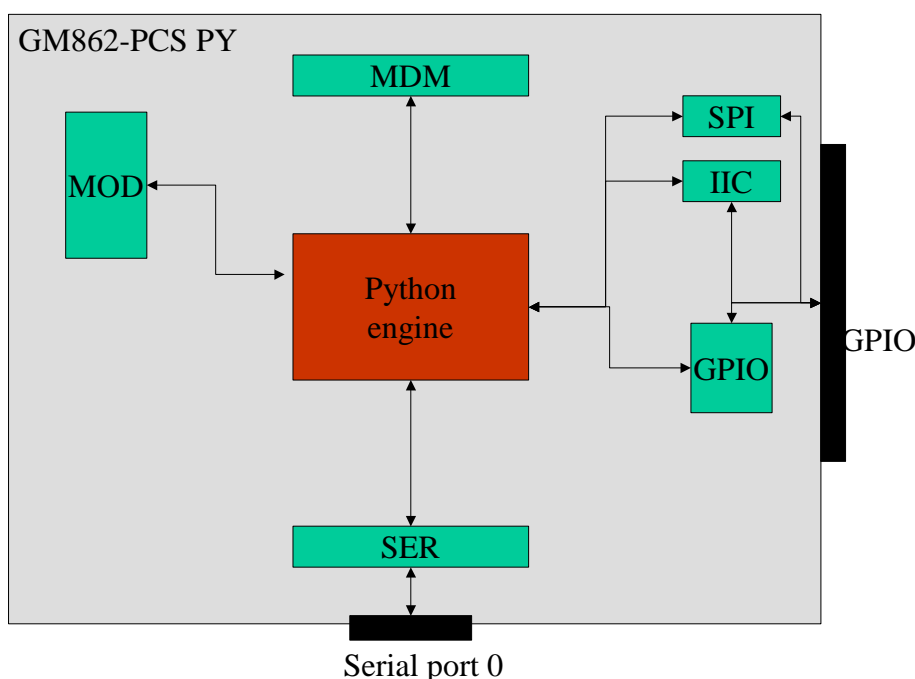 GM862-PCS PY
MDM
SPI
MOD
IIC
Python
engine
GPIO
GPIO
SER
Serial port 0